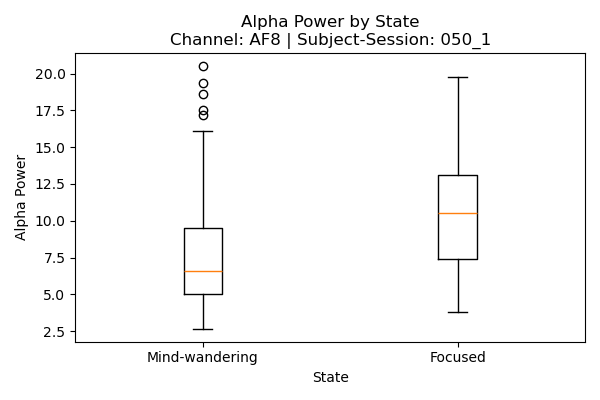 Alpha Power by State
Channel: AF8 | Subject-Session: 050_1
20.0
17.5
15.0
12.5
10.0
7.5
5.0
2.5
Alpha Power
Mind-wandering
Focused
State